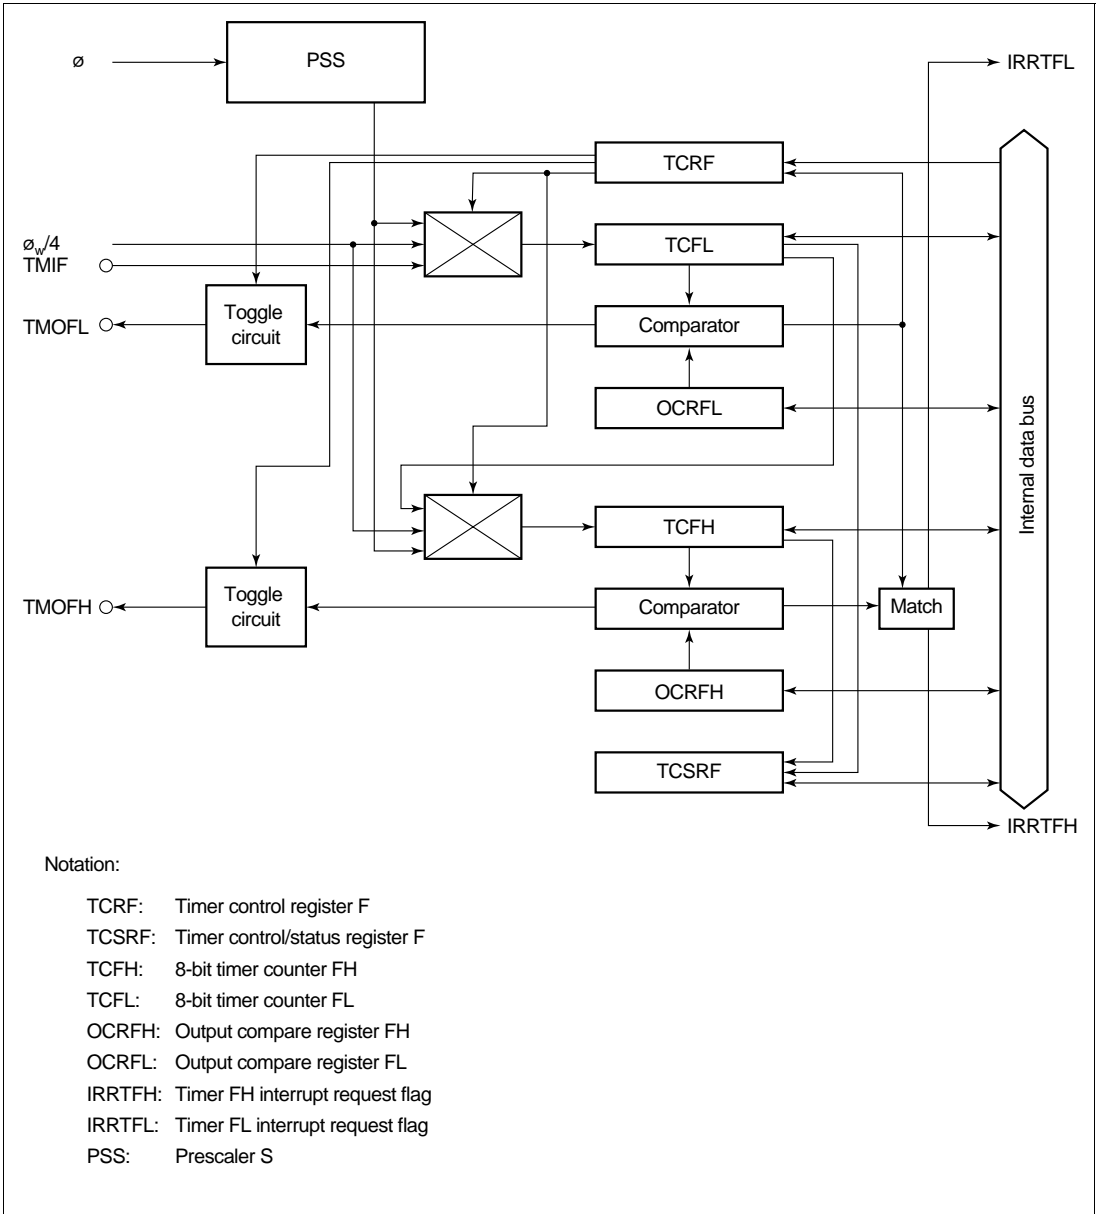 ø
PSS
IRRTFL
TCRF
øw/4
TMIF
TCFL
TMOFL
Toggle
circuit
Comparator
OCRFL
Internal data bus
TCFH
TMOFH
Toggle
circuit
Comparator
Match
OCRFH
TCSRF
IRRTFH
Notation:
TCRF: Timer control register F
TCSRF: Timer control/status register F
TCFH: 8-bit timer counter FH
TCFL: 8-bit timer counter FL
OCRFH: Output compare register FH
OCRFL: Output compare register FL
IRRTFH: Timer FH interrupt request flag
IRRTFL: Timer FL interrupt request flag
PSS: Prescaler S